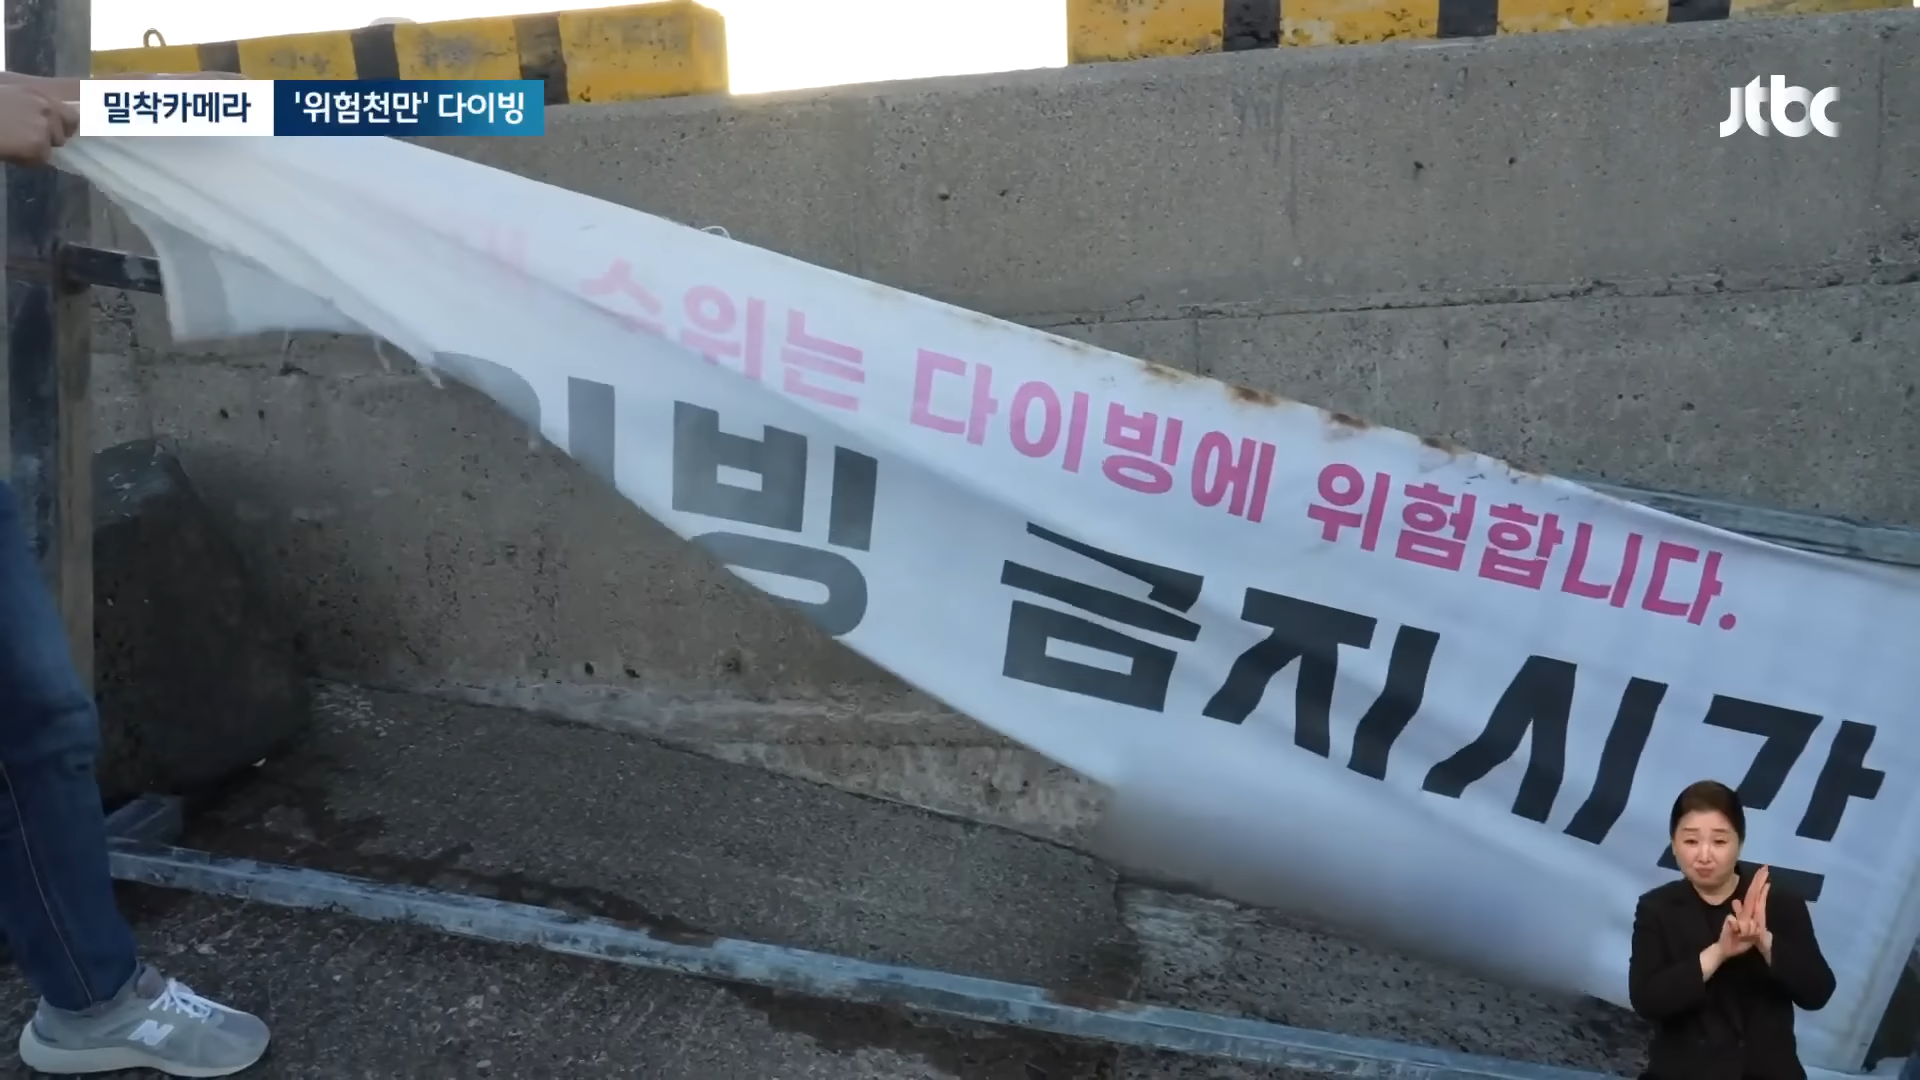 밀착카메라
'위험천만' 다이빙
jtbc
수위는 다이빙에 위험합니다.
빙 금지시간
N